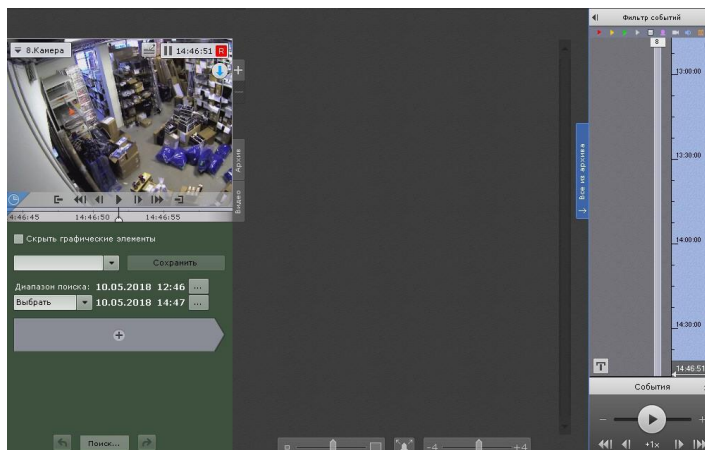 Фильтр событий
8.Камера
14:46:51
R
8
13:00:00
Архив
Видео
Все из архива
13:30:00
4:46:45 14:46:50 14:46:55
Скрыть графические элементы
14:00:00
Сохранить
Диапазон поиска: 10.05.2018 12:46 ...
Выбрать 10.05.2018 14:47 ...
14:30:00
T
14:46:51
События
Поиск...
-4 +4
+1x